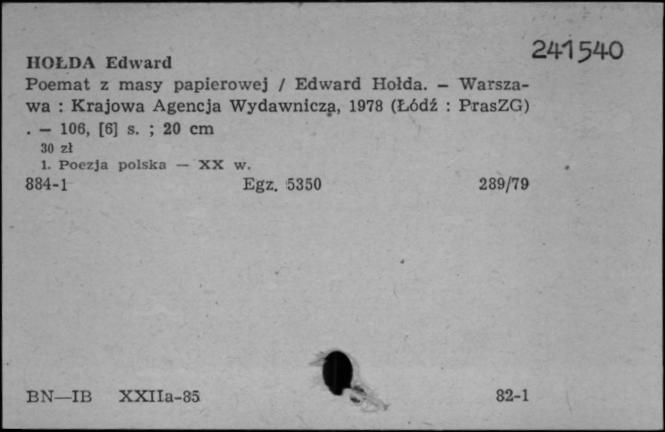 241540
HOŁDA Edward
Poemat z masy papierowej / Edward Hołda. — Warsza-
wa : Krajowa Agencja Wydawnicza, 1978 (Łódź : PrasZG)
. — 106, [6] s. ; 20 cm
30 zł
1. Poezja polska — XX w.
884-1 Egz. 5350 289/79
BN—IB XXIIa-85 82-1